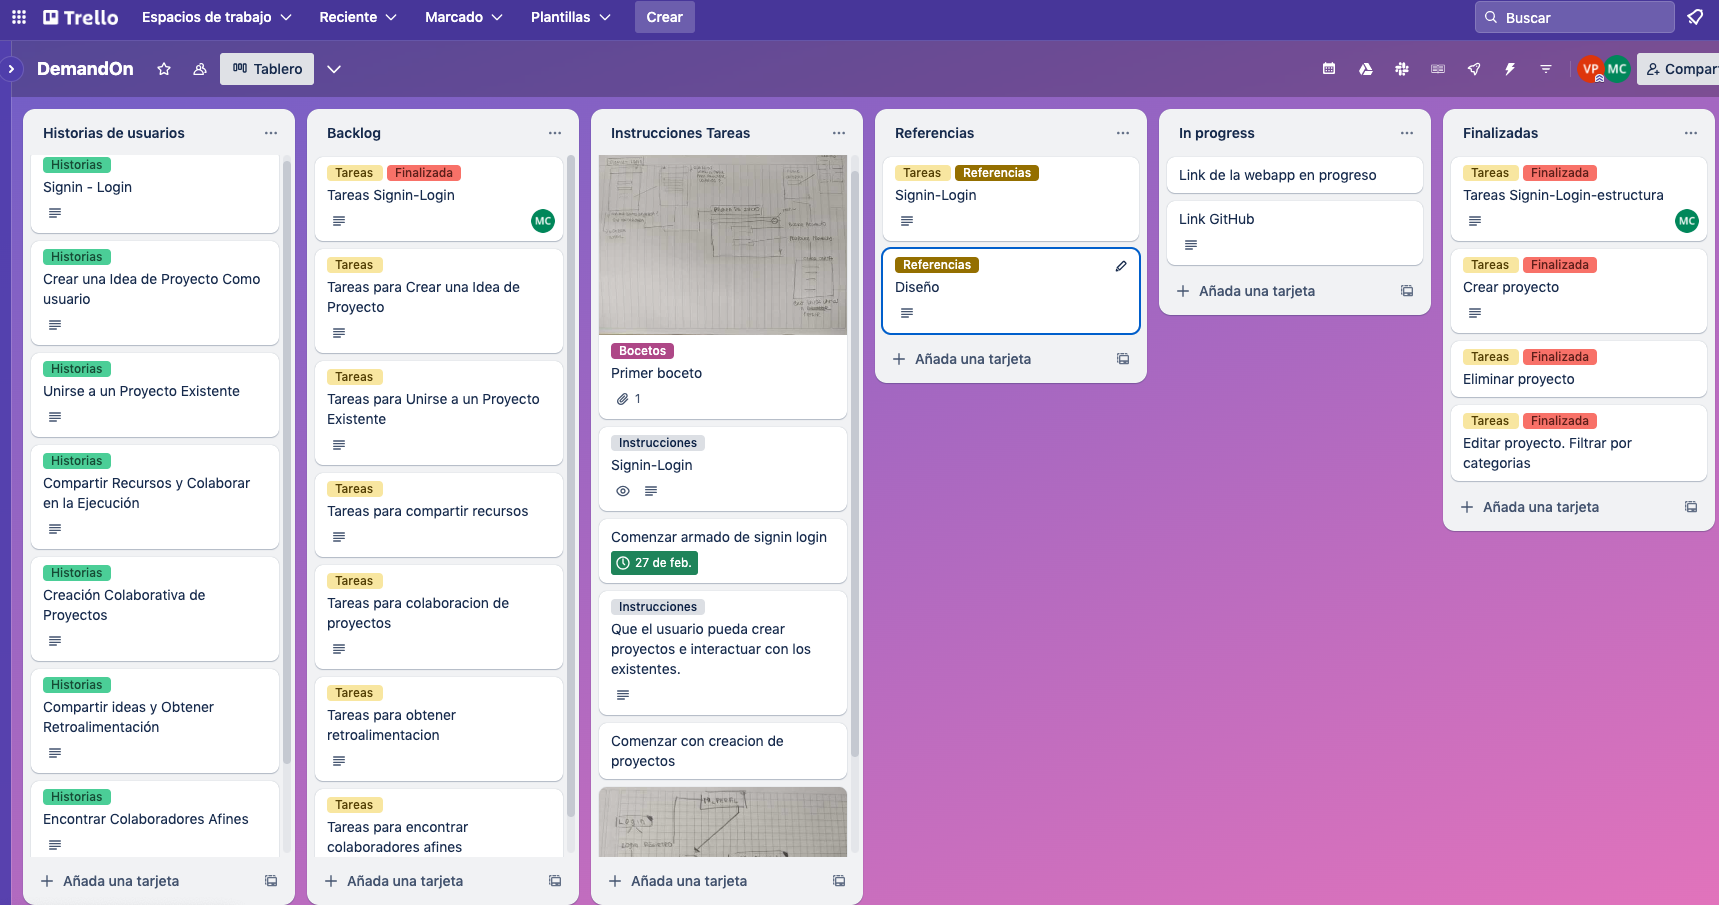 Trello
Espacios de trabajo
Reciente
Marcado
Plantillas
Crear
Buscar
DemandOn
Tablero
VP
MC
Compar
Historias de usuarios
Historias
Signin - Login
Historias
Crear una Idea de Proyecto Como
usuario
Historias
Unirse a un Proyecto Existente
Historias
Compartir Recursos y Colaborar
en la Ejecución
Historias
Creación Colaborativa de
Proyectos
Historias
Compartir ideas y Obtener
Retroalimentación
Historias
Encontrar Colaboradores Afines
Añada una tarjeta
Backlog
Tareas Finalizada
Tareas Signin-Login
MC
Tareas
Tareas para Crear una Idea de
Proyecto
Tareas
Tareas para Unirse a un Proyecto
Existente
Tareas
Tareas para compartir recursos
Tareas
Tareas para colaboracion de
proyectos
Tareas
Tareas para obtener
retroalimentacion
Tareas
Tareas para encontrar
colaboradores afines
Añada una tarjeta
Instrucciones Tareas
Bocetos
Primer boceto
1
Instrucciones
Signin-Login
Comenzar armado de signin login
27 de feb.
Instrucciones
Que el usuario pueda crear
proyectos e interactuar con los
existentes.
Comenzar con creacion de
proyectos
Añada una tarjeta
Referencias
Tareas Referencias
Signin-Login
Referencias
Diseño
Añada una tarjeta
In progress
Link de la webapp en progreso
Link GitHub
Añada una tarjeta
Finalizadas
Tareas Finalizada
Tareas Signin-Login-estructura
MC
Tareas Finalizada
Crear proyecto
Tareas Finalizada
Eliminar proyecto
Tareas Finalizada
Editar proyecto. Filtrar por
categorias
Añada una tarjeta